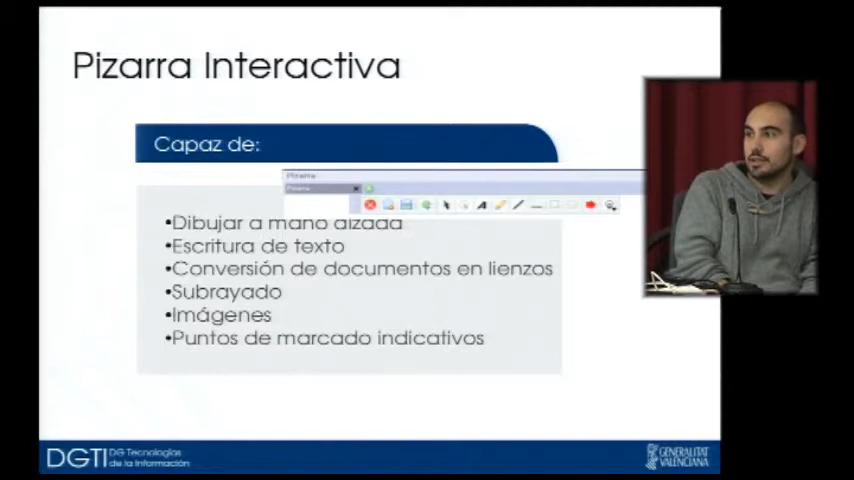 Pizarra Interactiva
Capaz de:
Pizarra
Pizarra
•Dibujar a mano alzada
•Escritura de texto
•Conversión de documentos en lienzos
•Subrayado
•Imágenes
•Puntos de marcado indicativos
DGTI DG Tecnologías
de la Información
GENERALITAT
VALENCIANA